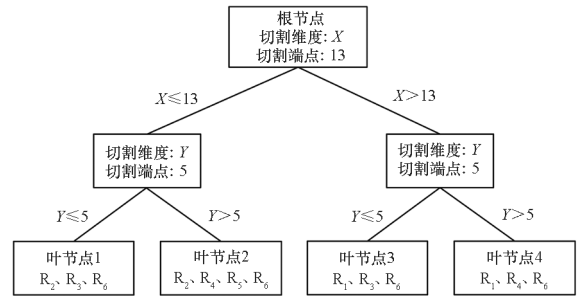 根节点
切割维度: X
切割端点: 13
X≤13
X>13
切割维度: Y
切割端点: 5
切割维度: Y
切割端点: 5
Y≤5
Y>5
Y≤5
Y>5
叶节点1
R₂、R₃、R₆
叶节点2
R₂、R₄、R₅、R₆
叶节点3
R₁、R₃、R₆
叶节点4
R₁、R₄、R₆